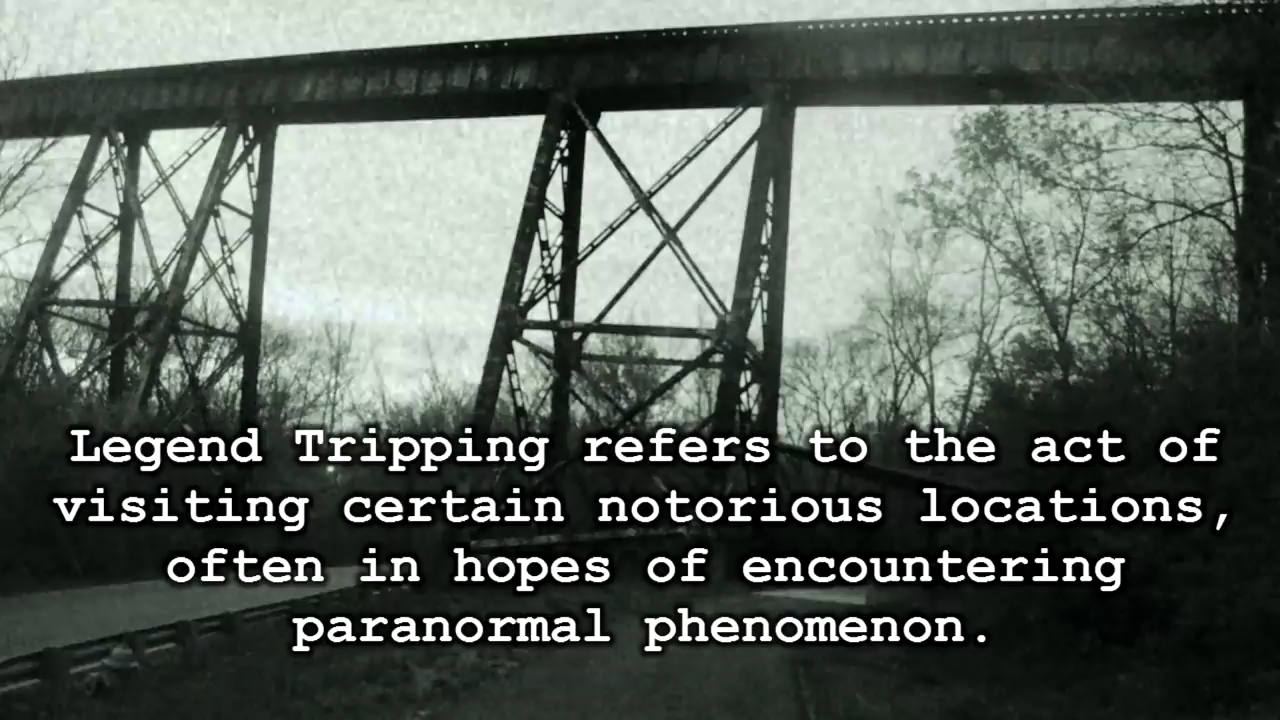 Legend Tripping refers to the act of
visiting certain notorious locations,
often in hopes of encountering
paranormal phenomenon.